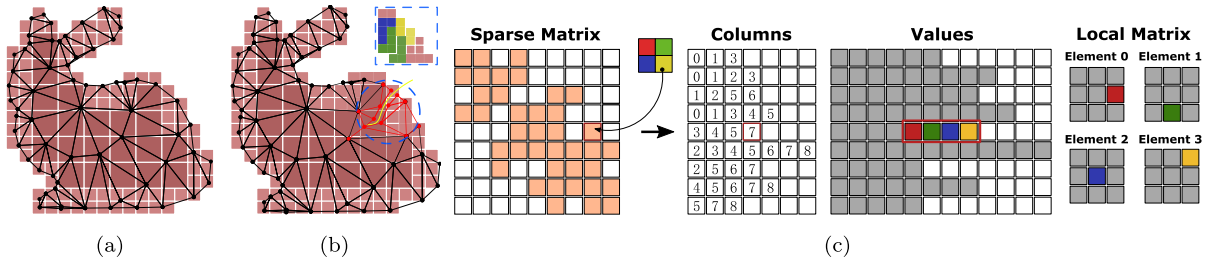 Sparse Matrix
Columns
Values
Local Matrix
Element 0
Element 1
0 1 3
0 1 2 3
1 2 5 6
0 1 3 4 5
3 4 5 7
2 3 4 5 6 7 8
2 5 6 7
4 5 6 7 8
5 7 8
Element 2
Element 3
(a)
(b)
(c)